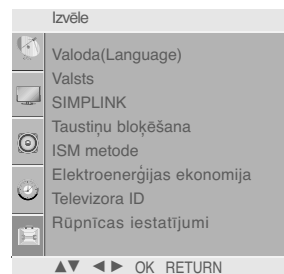 Izvēle
Valoda(Language)
Valsts
SIMPLINK
Taustiņu bloķēšana
ISM metode
Elektroenerģijas ekonomija
Televizora ID
Rūpnīcas iestatījumi
▲▼ ◄► OK RETURN